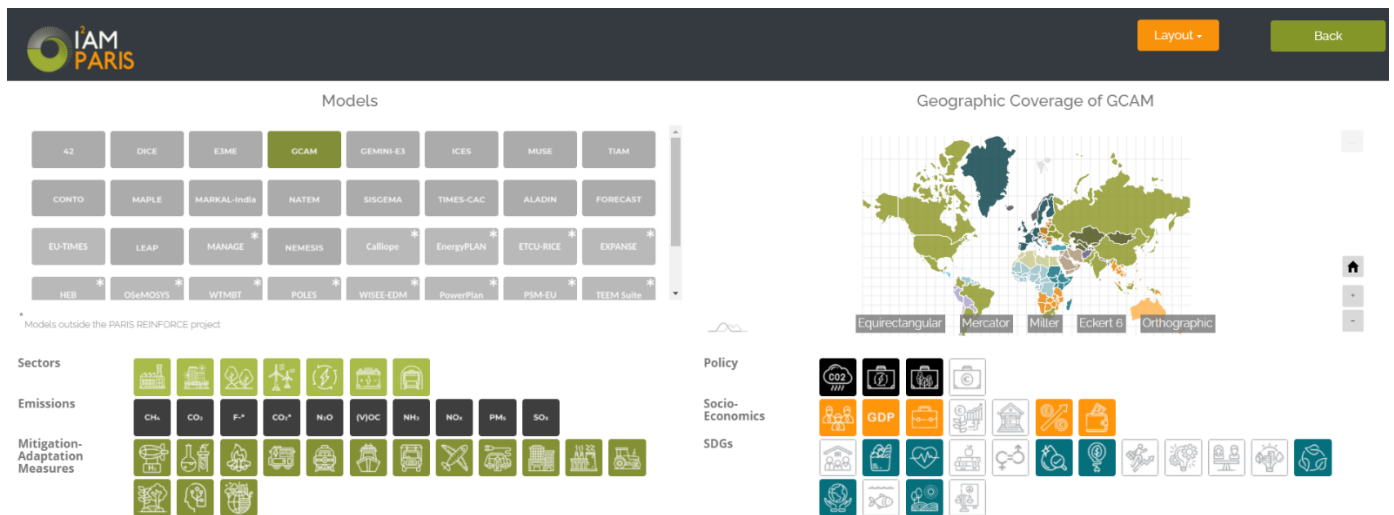 I²AM
PARIS
Layout
Back
Models
Geographic Coverage of GCAM
42
DICE
E3ME
GCAM
GEMINI-E3
ICES
MUSE
TIAM
CONTO
MAPLE
MARKAL-India
NATEM
SISGEMA
TIMES-CAC
ALADIN
FORECAST
EU-TIMES
LEAP
MANAGE *
NEMESIS
Calliope *
EnergyPLAN *
ETCU-RICE *
EXPANSE *
HEB *
OSeMOSYS *
WTMBT *
POLES *
WISEE-EDM *
PowerPlan *
PSM-EU *
TEEM Suite *
* Models outside the PARIS REINFORCE project
Equirectangular
Mercator
Miller
Eckert 6
Orthographic
+
-
Sectors
Emissions
CH₄
CO₂
F-*
CO₂*
N₂O
(V)OC
NH₃
NOₓ
PMₛ
SOₓ
Mitigation-
Adaptation
Measures
H₂
Policy
CO2
Socio-
Economics
GDP
SDGs